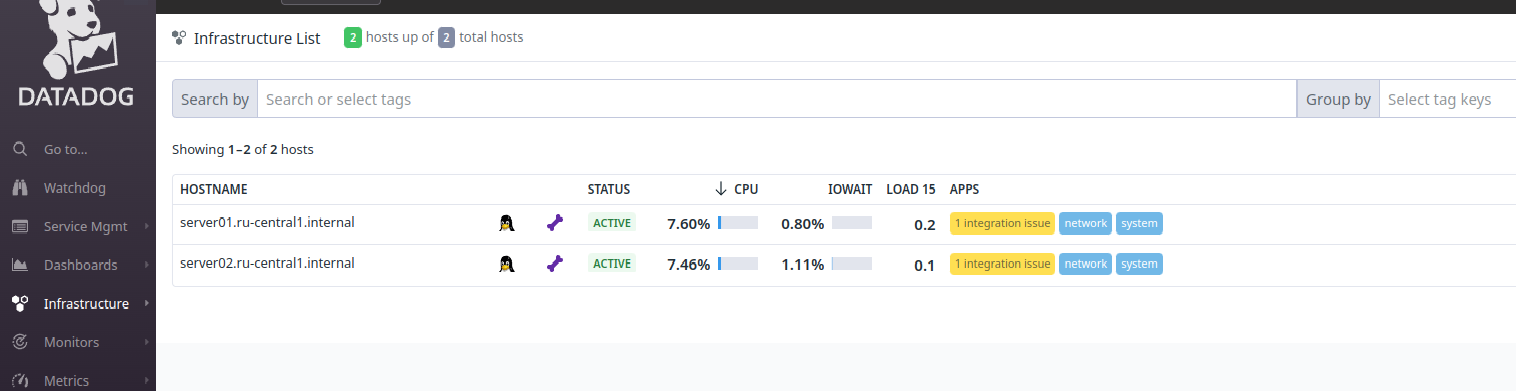 DATADOG
Go to...
Watchdog
Service Mgmt
Dashboards
Infrastructure
Monitors
Metrics
Infrastructure List 2 hosts up of 2 total hosts
Search by Search or select tags Group by Select tag keys
Showing 1–2 of 2 hosts
HOSTNAME STATUS ↓ CPU IOWAIT LOAD 15 APPS
server01.ru-central1.internal ACTIVE 7.60% 0.80% 0.2 1 integration issue network system
server02.ru-central1.internal ACTIVE 7.46% 1.11% 0.1 1 integration issue network system